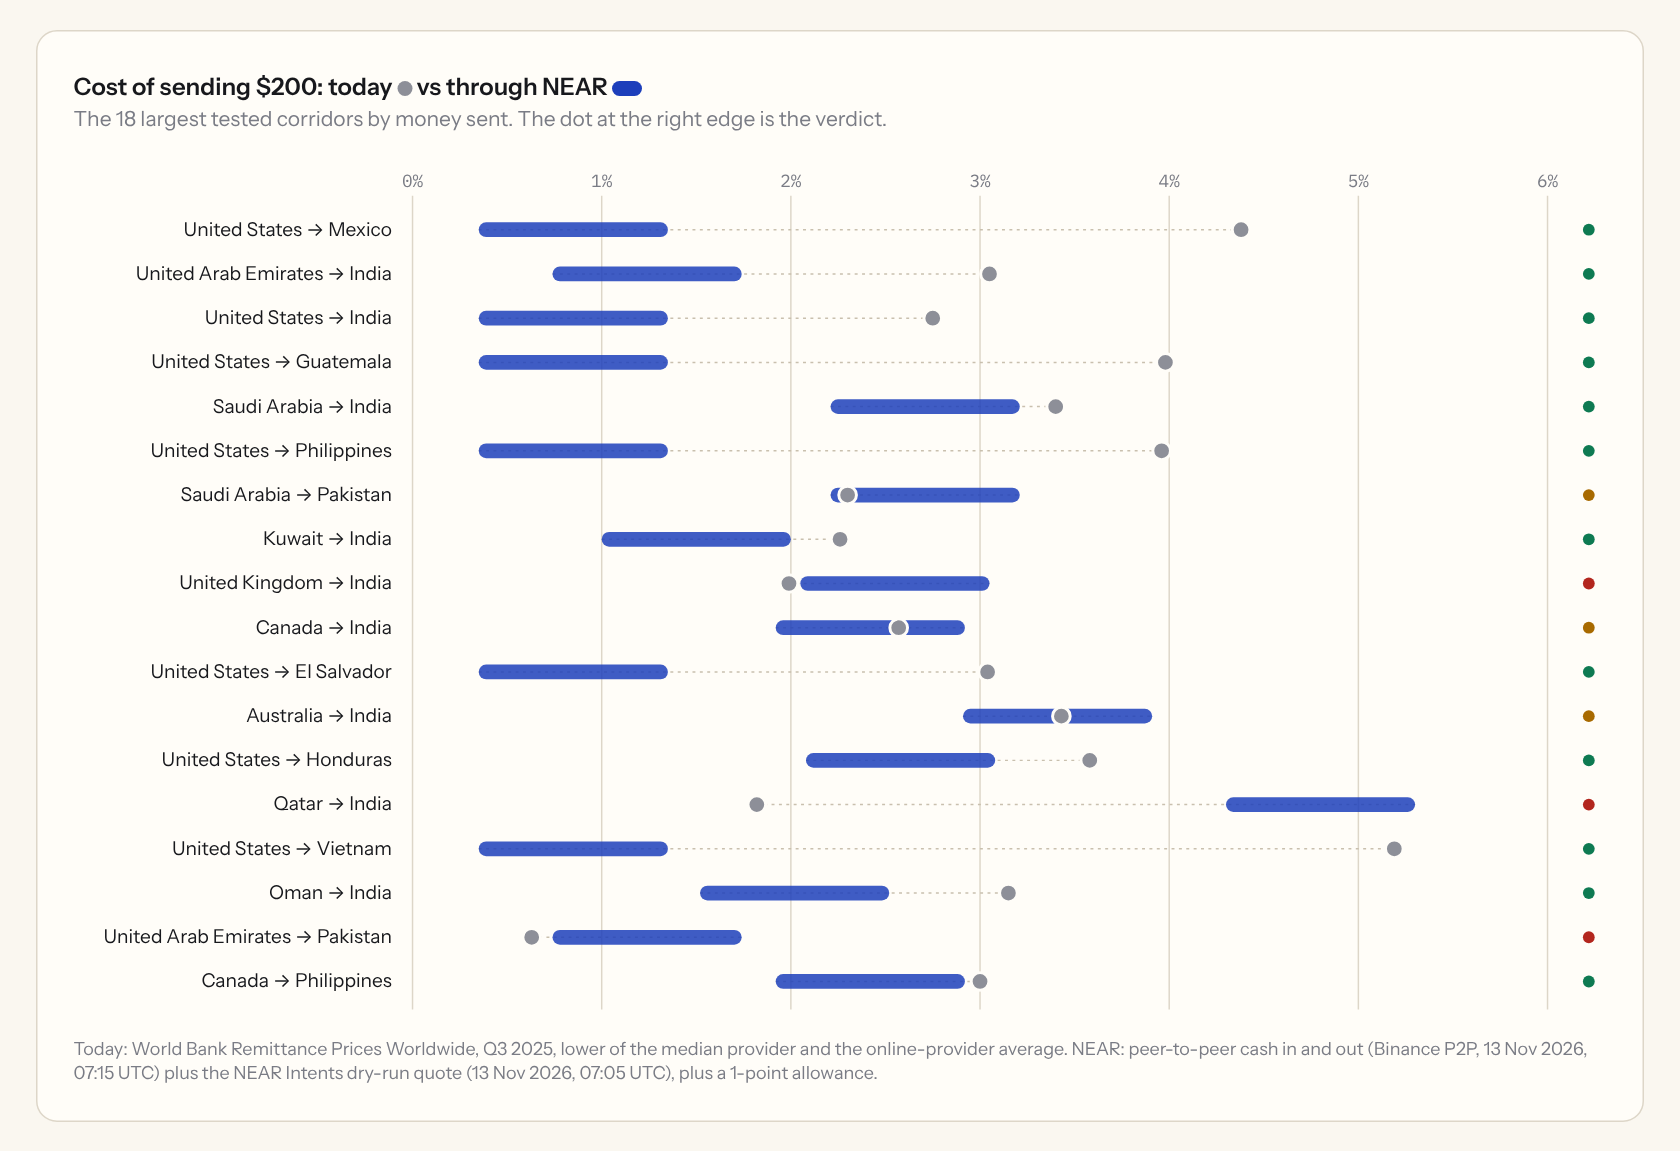 Cost of sending $200: today vs through NEAR
The 18 largest tested corridors by money sent. The dot at the right edge is the verdict.
0% 1% 2% 3% 4% 5% 6%
United States → Mexico
United Arab Emirates → India
United States → India
United States → Guatemala
Saudi Arabia → India
United States → Philippines
Saudi Arabia → Pakistan
Kuwait → India
United Kingdom → India
Canada → India
United States → El Salvador
Australia → India
United States → Honduras
Qatar → India
United States → Vietnam
Oman → India
United Arab Emirates → Pakistan
Canada → Philippines
Today: World Bank Remittance Prices Worldwide, Q3 2025, lower of the median provider and the online-provider average. NEAR: peer-to-peer cash in and out (Binance P2P, 13 Nov 2026,
07:15 UTC) plus the NEAR Intents dry-run quote (13 Nov 2026, 07:05 UTC), plus a 1-point allowance.